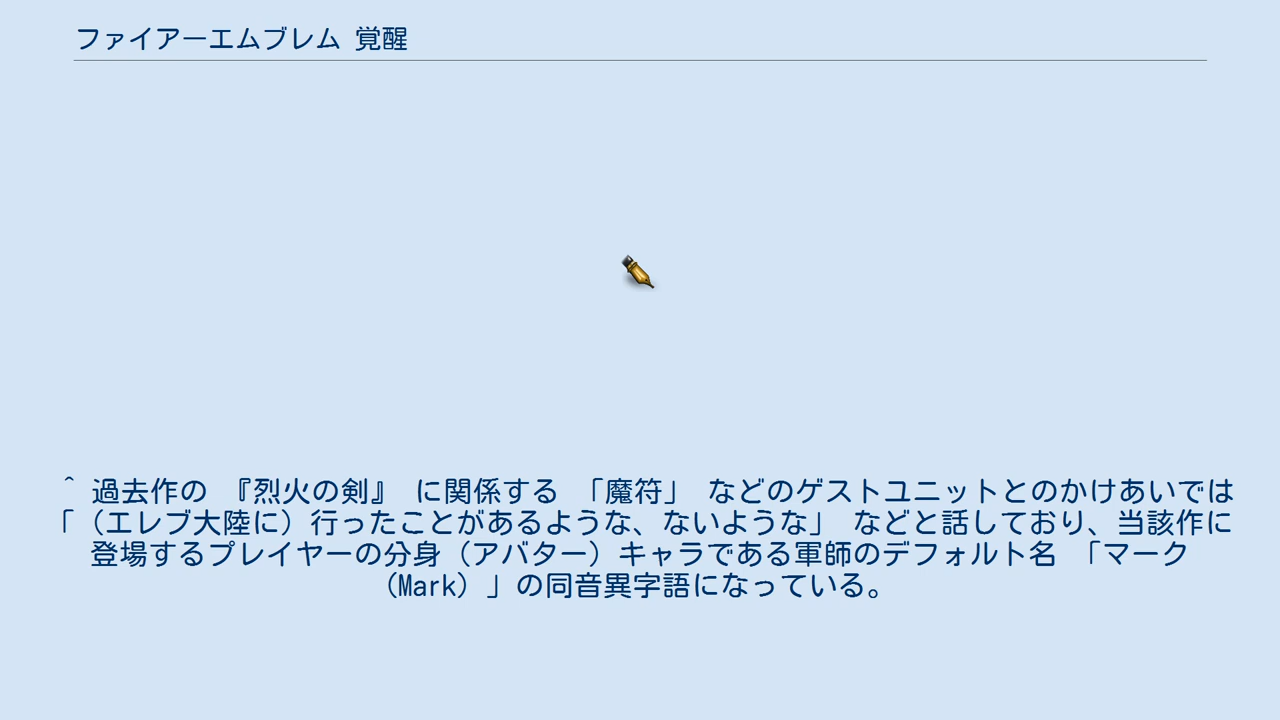 ファイアーエムブレム 覚醒
^ 過去作の 『烈火の剣』 に関係する 「魔符」 などのゲストユニットとのかけあいでは
「（エレブ大陸に）行ったことがあるような、ないような」 などと話しており、当該作に
登場するプレイヤーの分身（アバター）キャラである軍師のデフォルト名 「マーク
（Mark）」の同音異字語になっている。